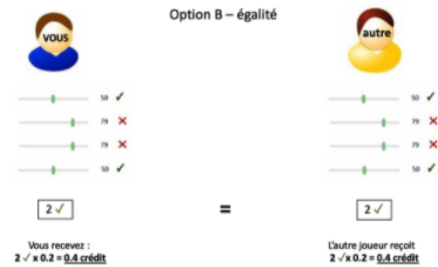 Option B – égalité
vous
autre
50 ✓
79 ✕
79 ✕
50 ✓
50 ✓
79 ✕
79 ✕
50 ✓
2 ✓
=
2 ✓
Vous recevez :
2 ✓ x 0.2 = 0.4 crédit
L'autre joueur reçoit
2 ✓x 0.2 = 0.4 crédit